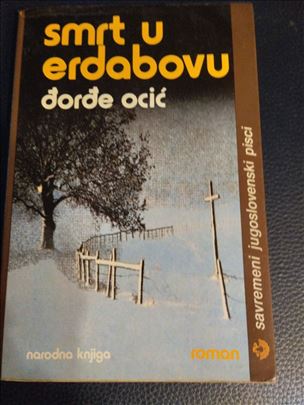 smrt u
erdabovu
đorđe ocić
savremeni jugoslovenski pisci
narodna knjiga
roman